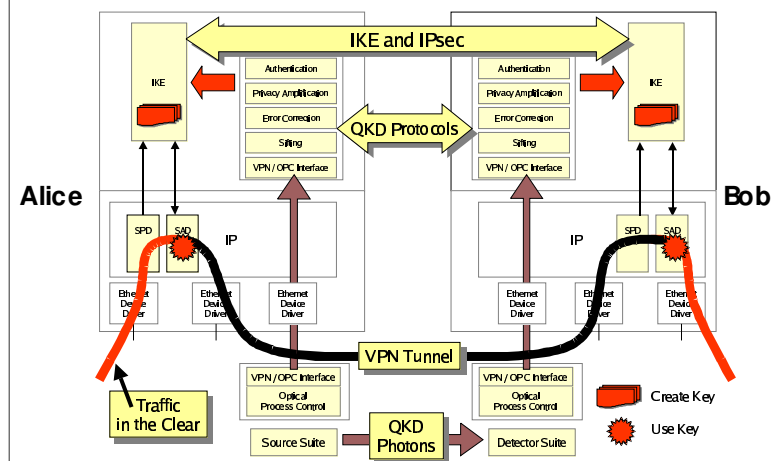 IKE and IPsec
IKE
Authentication
Privacy Amplification
Error Correction
Sifting
VPN / OPC Interface
QKD Protocols
Authentication
Privacy Amplification
Error Correction
Sifting
VPN / OPC Interface
IKE
Alice
Bob
SPD
SAD
IP
IP
SPD
SAD
Ethernet
Device
Driver
Ethernet
Device
Driver
Ethernet
Device
Driver
Ethernet
Device
Driver
Ethernet
Device
Driver
Ethernet
Device
Driver
VPN Tunnel
VPN / OPC Interface
Optical
Process Control
VPN / OPC Interface
Optical
Process Control
Traffic
in the Clear
Create Key
Use Key
Source Suite
QKD
Photons
Detector Suite